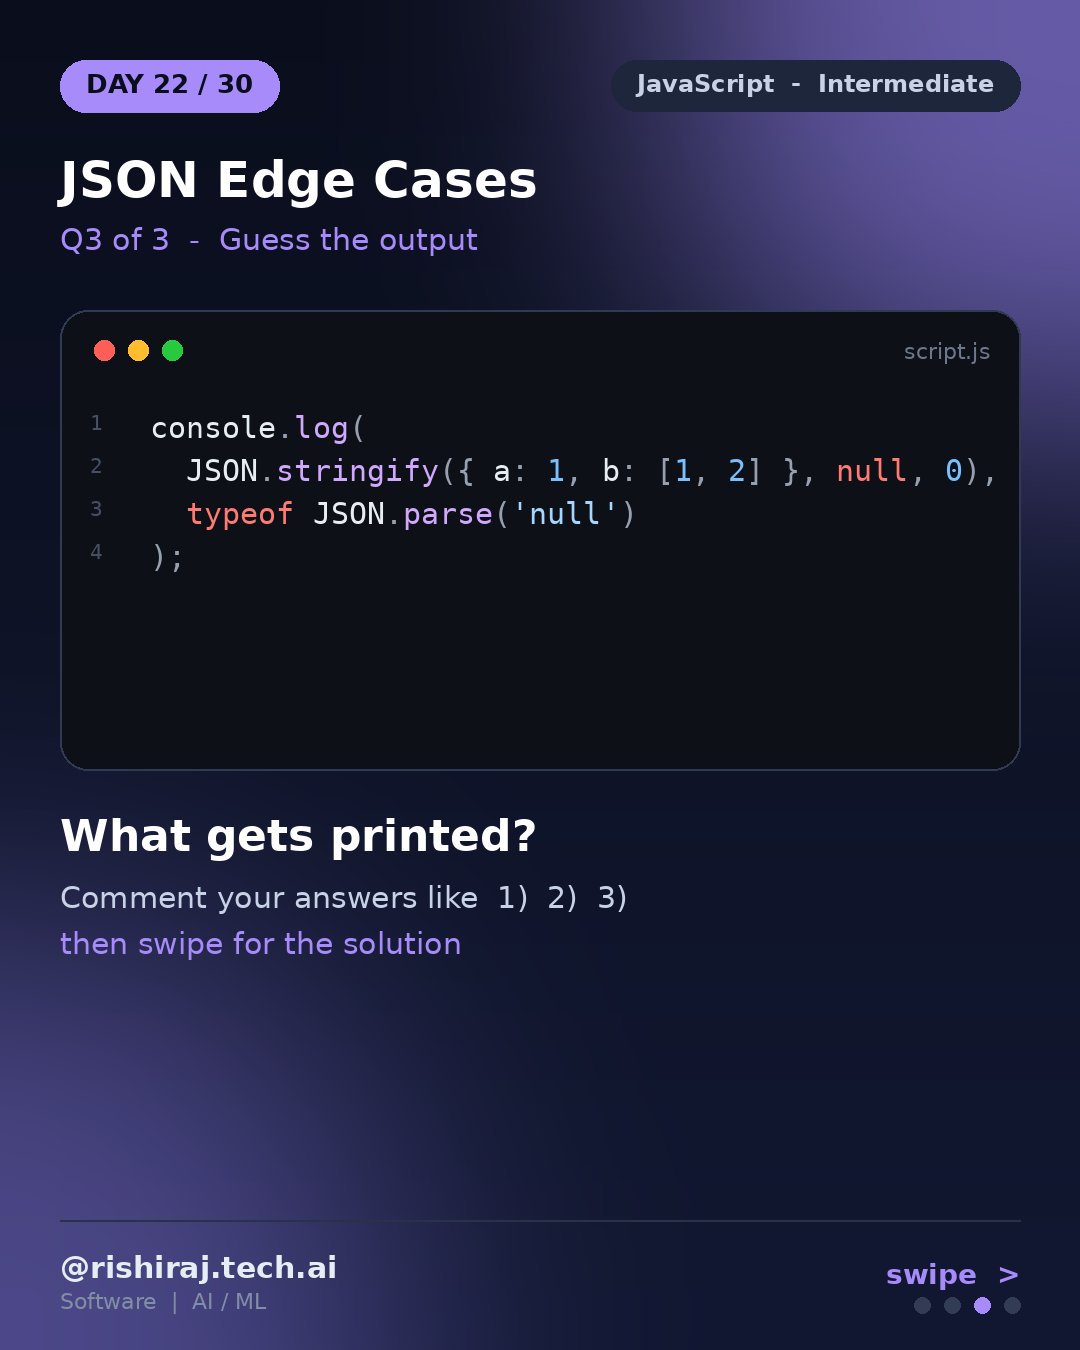 DAY 22 / 30
JavaScript - Intermediate
JSON Edge Cases
Q3 of 3 - Guess the output
script.js
1 console.log(
2 JSON.stringify({ a: 1, b: [1, 2] }, null, 0),
3 typeof JSON.parse('null')
4 );
What gets printed?
Comment your answers like 1) 2) 3)
then swipe for the solution
@rishiraj.tech.ai
Software | AI / ML
swipe >